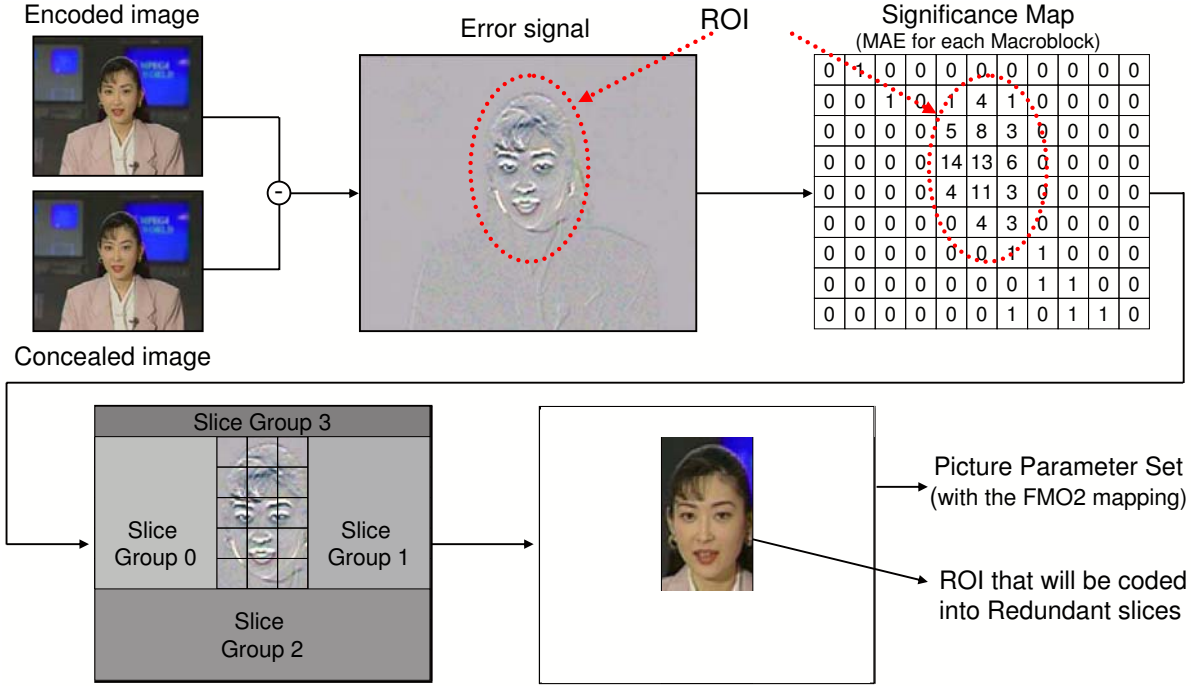 Encoded image
Error signal
ROI
Significance Map
(MAE for each Macroblock)
MPEG4
WORLD
MPEG4
WORLD
-
0 1 0 0 0 0 0 0 0 0 0
0 0 1 0 1 4 1 0 0 0 0
0 0 0 0 5 8 3 0 0 0 0
0 0 0 0 14 13 6 0 0 0 0
0 0 0 0 4 11 3 0 0 0 0
0 0 0 0 0 4 3 0 0 0 0
0 0 0 0 0 0 1 1 0 0 0
0 0 0 0 0 0 0 1 1 0 0
0 0 0 0 0 0 1 0 1 1 0
Concealed image
Slice Group 3
Slice
Group 0
Slice
Group 1
Slice
Group 2
Picture Parameter Set
(with the FMO2 mapping)
ROI that will be coded
into Redundant slices